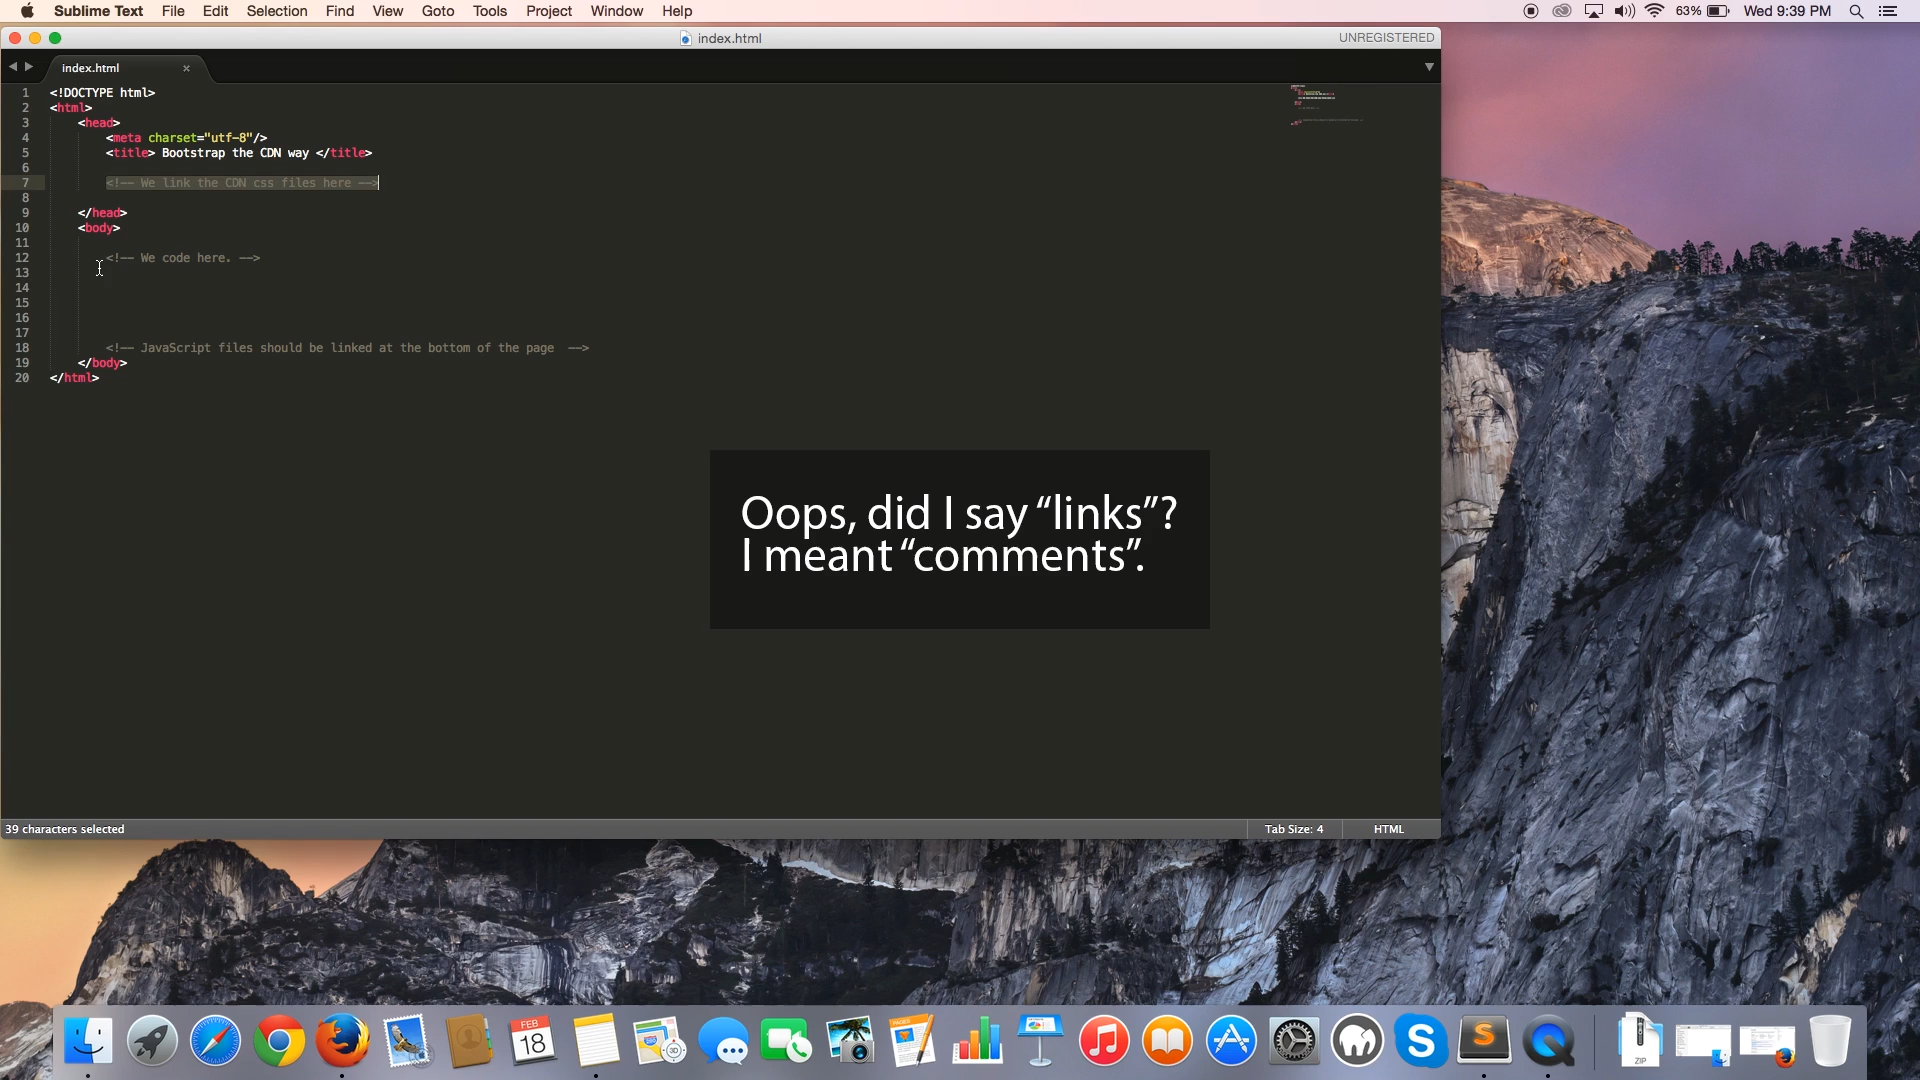 Sublime Text File Edit Selection Find View Goto Tools Project Window Help 63% Wed 9:39 PM
index.html UNREGISTERED
index.html
1 <!DOCTYPE html>
2 <html>
3 <head>
4 <meta charset="utf-8"/>
5 <title> Bootstrap the CDN way </title>
6
7 <!-- We link the CDN css files here -->
8
9 </head>
10 <body>
11
12 <!-- We code here. -->
13
14
15
16
17
18 <!-- JavaScript files should be linked at the bottom of the page -->
19 </body>
20 </html>
Oops, did I say “links”?
I meant “comments”.
39 characters selected Tab Size: 4 HTML
FEB
18
3D
PAGES
ZIP